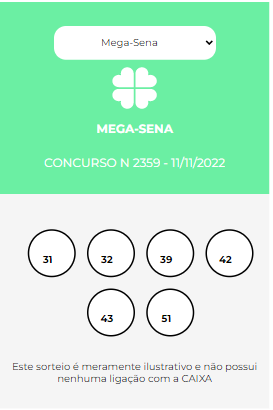 Mega-Sena
MEGA-SENA
CONCURSO N 2359 - 11/11/2022
31 32 39 42
43 51
Este sorteio é meramente ilustrativo e não possui
nenhuma ligação com a CAIXA